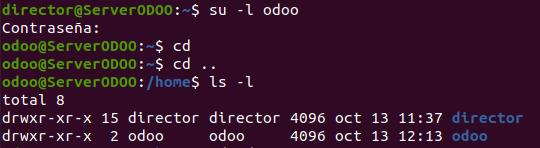 director@ServerODOO:~$ su -l odoo
Contraseña:
odoo@ServerODOO:~$ cd
odoo@ServerODOO:~$ cd ..
odoo@ServerODOO:/home$ ls -l
total 8
drwxr-xr-x 15 director director 4096 oct 13 11:37 director
drwxr-xr-x  2 odoo     odoo     4096 oct 13 12:13 odoo